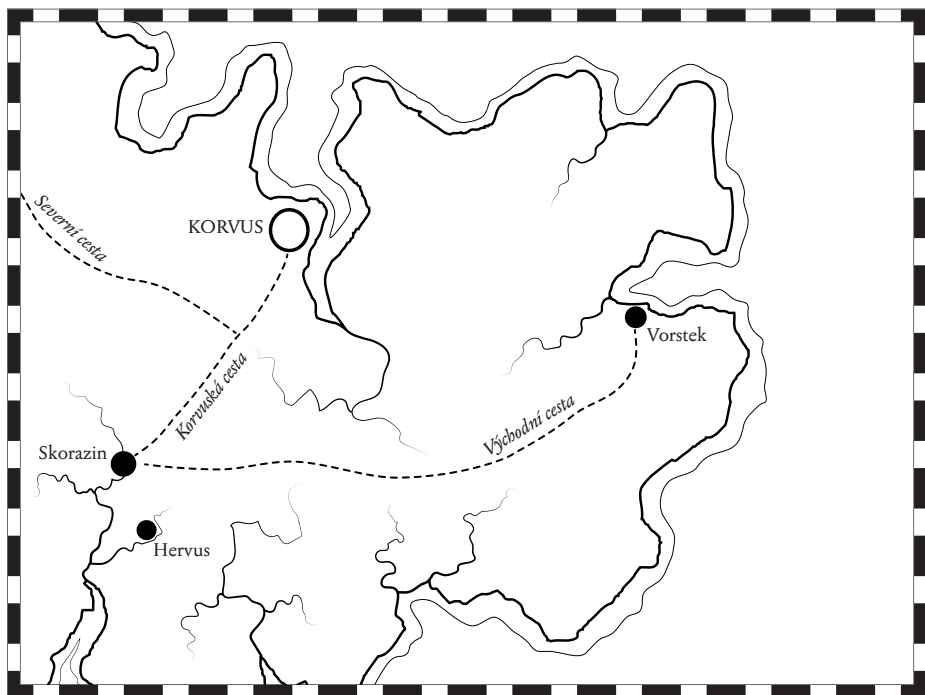 Severní cesta
KORVUS
Vorstek
Korvuská cesta
Východní cesta
Skorazin
Hervus